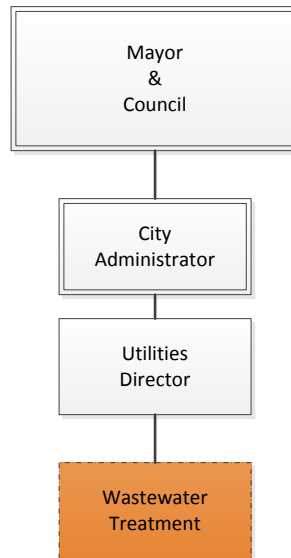 Mayor
&
Council
City
Administrator
Utilities
Director
Wastewater
Treatment